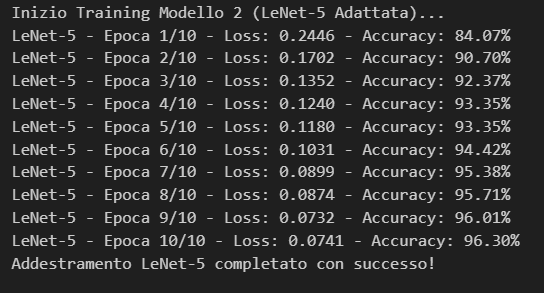 Inizio Training Modello 2 (LeNet-5 Adattata)...
LeNet-5 - Epoca 1/10 - Loss: 0.2446 - Accuracy: 84.07%
LeNet-5 - Epoca 2/10 - Loss: 0.1702 - Accuracy: 90.70%
LeNet-5 - Epoca 3/10 - Loss: 0.1352 - Accuracy: 92.37%
LeNet-5 - Epoca 4/10 - Loss: 0.1240 - Accuracy: 93.35%
LeNet-5 - Epoca 5/10 - Loss: 0.1180 - Accuracy: 93.35%
LeNet-5 - Epoca 6/10 - Loss: 0.1031 - Accuracy: 94.42%
LeNet-5 - Epoca 7/10 - Loss: 0.0899 - Accuracy: 95.38%
LeNet-5 - Epoca 8/10 - Loss: 0.0874 - Accuracy: 95.71%
LeNet-5 - Epoca 9/10 - Loss: 0.0732 - Accuracy: 96.01%
LeNet-5 - Epoca 10/10 - Loss: 0.0741 - Accuracy: 96.30%
Addestramento LeNet-5 completato con successo!